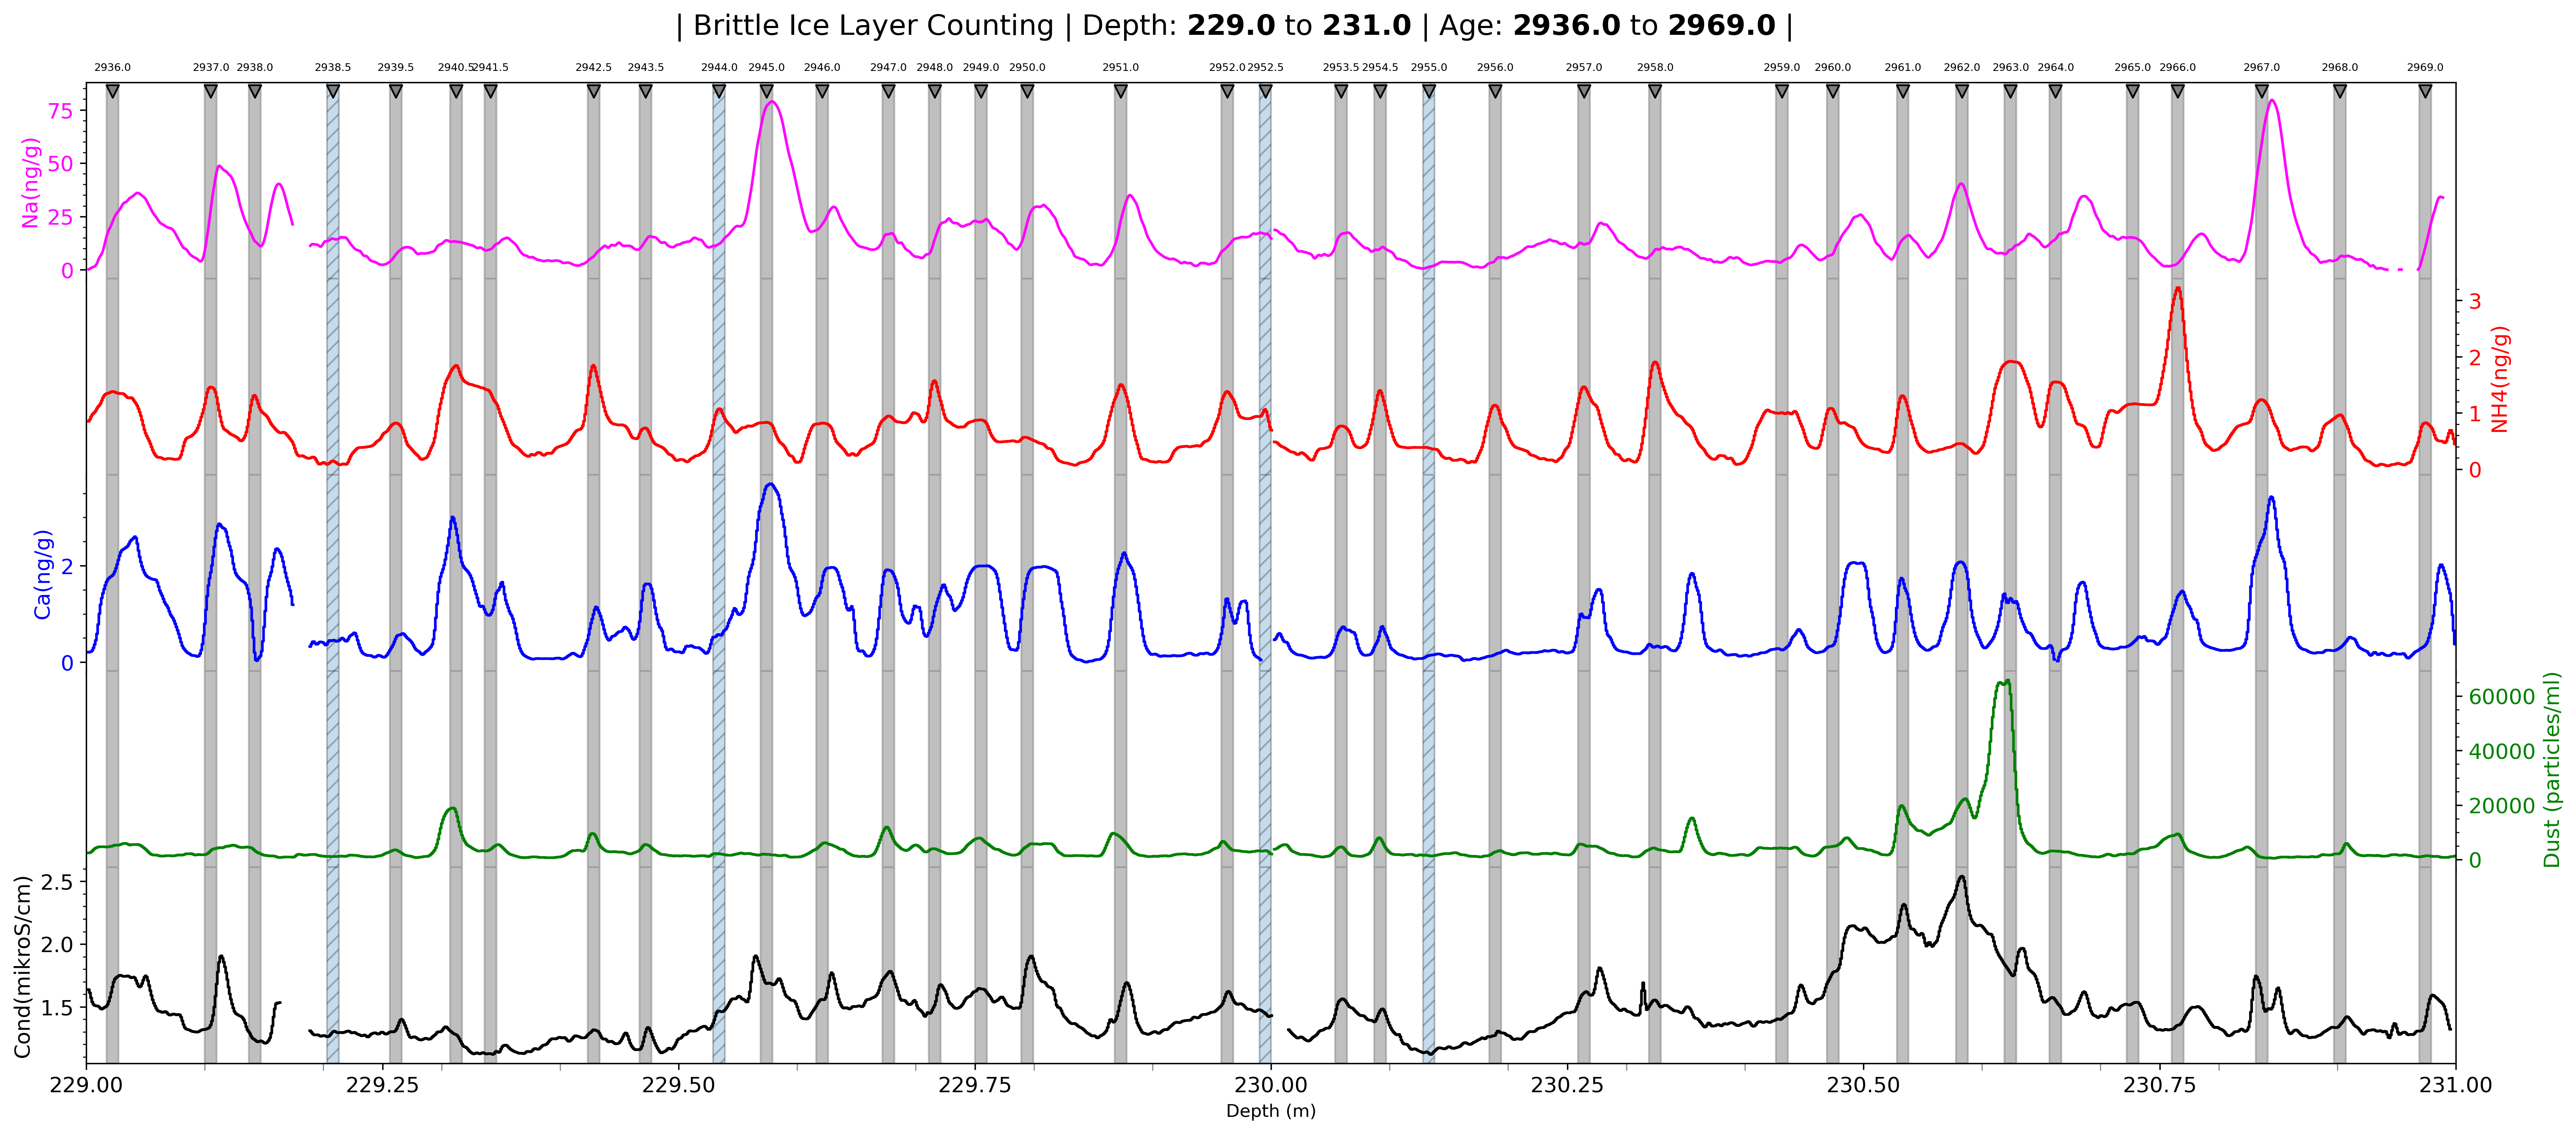 | Brittle Ice Layer Counting | Depth: 229.0 to 231.0 | Age: 2936.0 to 2969.0 |
2936.0 2937.0 2938.0 2938.5 2939.5 2940.5 2941.5 2942.5 2943.5 2944.0 2945.0 2946.0 2947.0 2948.0 2949.0 2950.0 2951.0 2952.0 2952.5 2953.5 2954.5 2955.0 2956.0 2957.0 2958.0 2959.0 2960.0 2961.0 2962.0 2963.0 2964.0 2965.0 2966.0 2967.0 2968.0 2969.0
Na(ng/g)
75
50
25
0
NH4(ng/g)
3
2
1
0
Ca(ng/g)
2
0
Dust (particles/ml)
60000
40000
20000
0
Cond(mikroS/cm)
2.5
2.0
1.5
229.00 229.25 229.50 229.75 230.00 230.25 230.50 230.75 231.00
Depth (m)